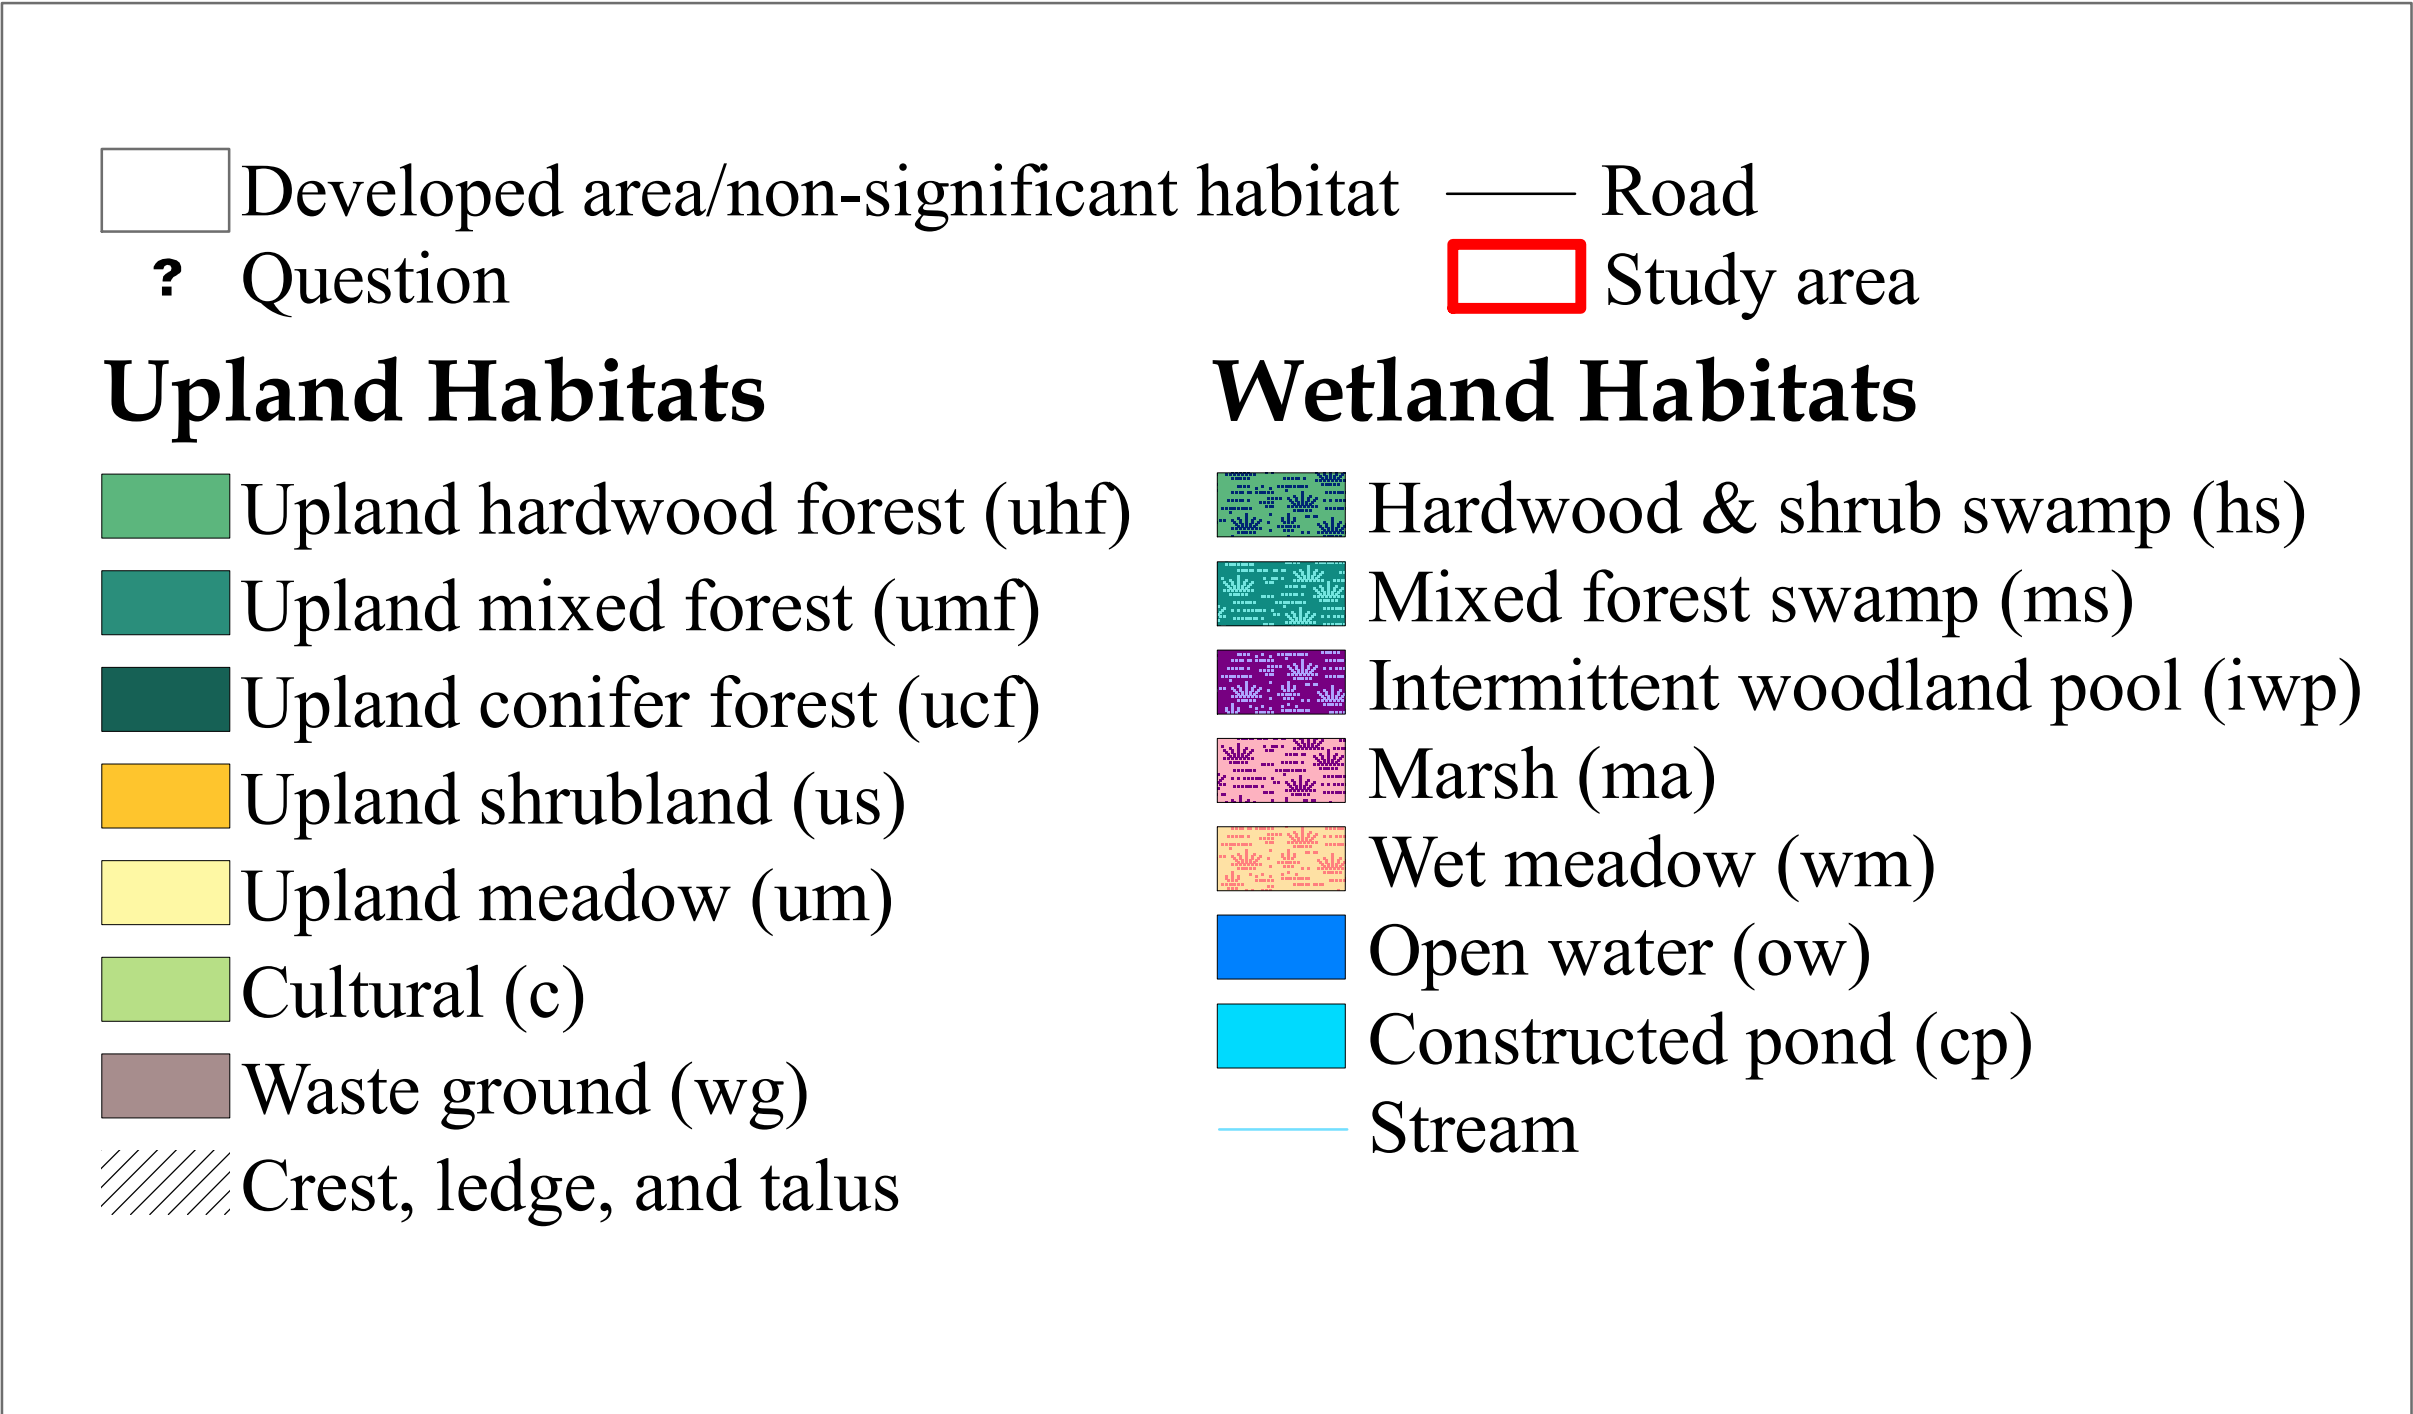 Developed area/non-significant habitat
Road
? Question
Study area
Upland Habitats
Upland hardwood forest (uhf)
Upland mixed forest (umf)
Upland conifer forest (ucf)
Upland shrubland (us)
Upland meadow (um)
Cultural (c)
Waste ground (wg)
Crest, ledge, and talus
Wetland Habitats
Hardwood & shrub swamp (hs)
Mixed forest swamp (ms)
Intermittent woodland pool (iwp)
Marsh (ma)
Wet meadow (wm)
Open water (ow)
Constructed pond (cp)
Stream